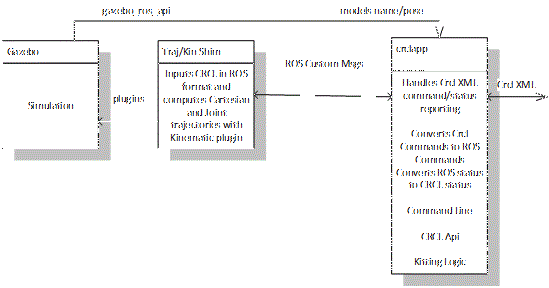 gazebo_ros_api
models name/pose
Gazebo
Simulation
plugins
Traj/Kin Shim
Inputs CRCL in ROS
format and
computes Cartesian
and Joint
trajectories with
Kinematic plugin
ROS Custom Msgs
crclapp
Handles Crcl XML
command/status
reporting
Converts Crcl
Commands to ROS
Commands
Converts ROS status
to CRCL status
Command Line
CRCL Api
Kitting Logic
Crcl XML